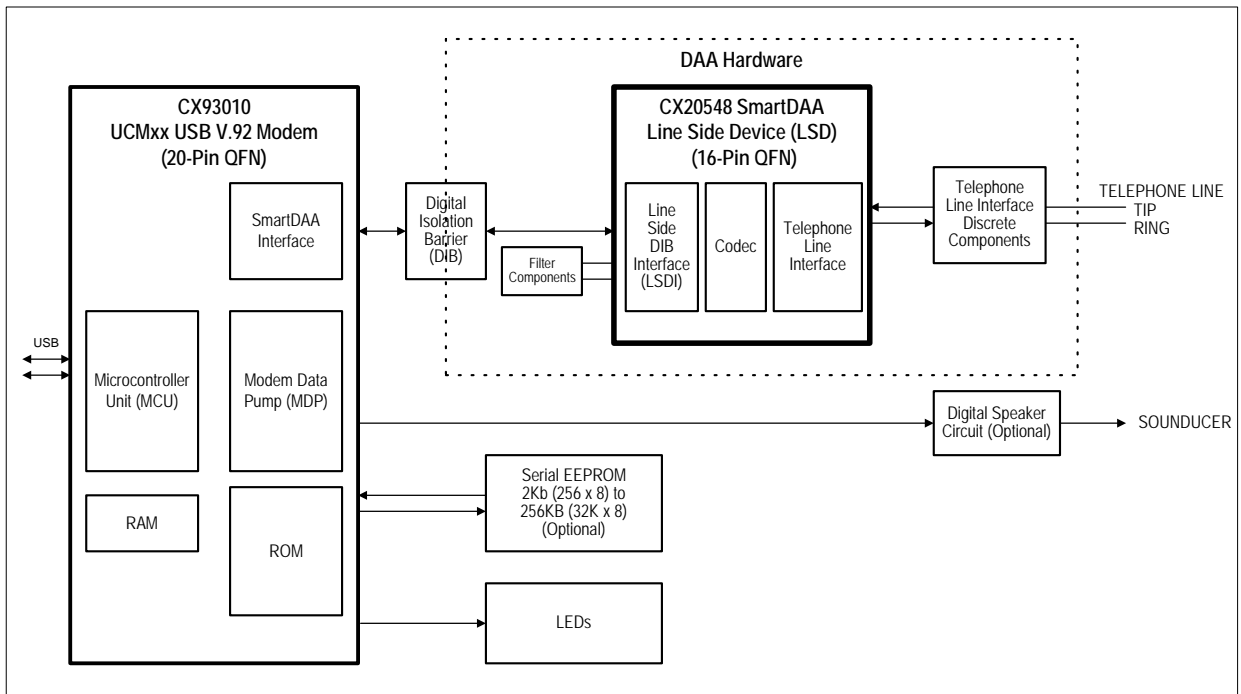 DAA Hardware
CX93010
UCMxx USB V.92 Modem
(20-Pin QFN)
CX20548 SmartDAA
Line Side Device (LSD)
(16-Pin QFN)
SmartDAA
Interface
Digital
Isolation
Barrier
(DIB)
Filter
Components
Line
Side
DIB
Interface
(LSDI)
Codec
Telephone
Line
Interface
Telephone
Line Interface
Discrete
Components
TELEPHONE LINE
TIP
RING
USB
Microcontroller
Unit (MCU)
Modem Data
Pump (MDP)
Digital Speaker
Circuit (Optional)
SOUNDUCER
RAM
ROM
Serial EEPROM
2Kb (256 x 8) to
256KB (32K x 8)
(Optional)
LEDs